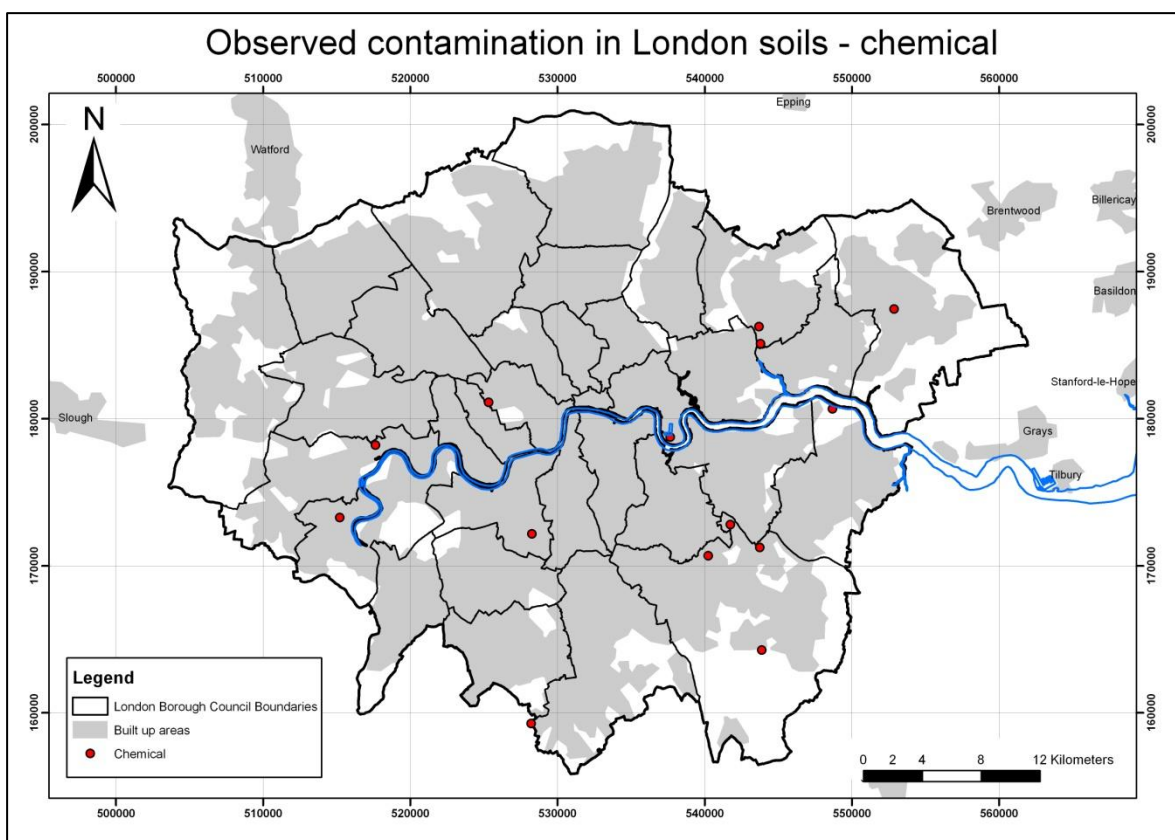 Observed contamination in London soils - chemical
500000 510000 520000 530000 540000 550000 560000
N
Epping
200000 200000
Watford
Brentwood
Billericay
190000 190000
Basildon
Stanford-le-Hope
Slough
180000 180000
Grays
Tilbury
170000 170000
Legend
London Borough Council Boundaries
Built up areas
Chemical
160000 160000
0 2 4 8 12 Kilometers
500000 510000 520000 530000 540000 550000 560000